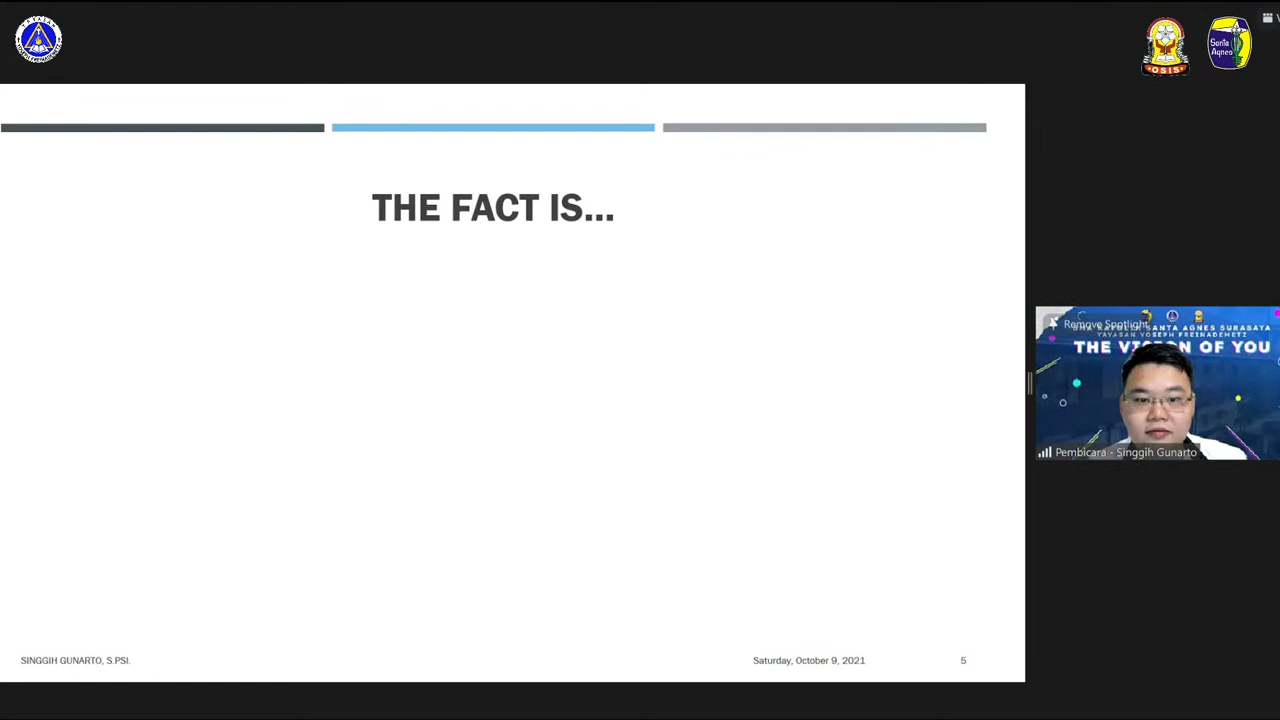 OSIS
Santa
Agnes
THE FACT IS...
Remove Spotlight
SANTA AGNES SURABAYA
YAYASAN YOSEPH FREINADEMETZ
THE VISION OF YOU
Pembicara - Singgih Gunarto
SINGGIH GUNARTO, S.PSI.
Saturday, October 9, 2021
5